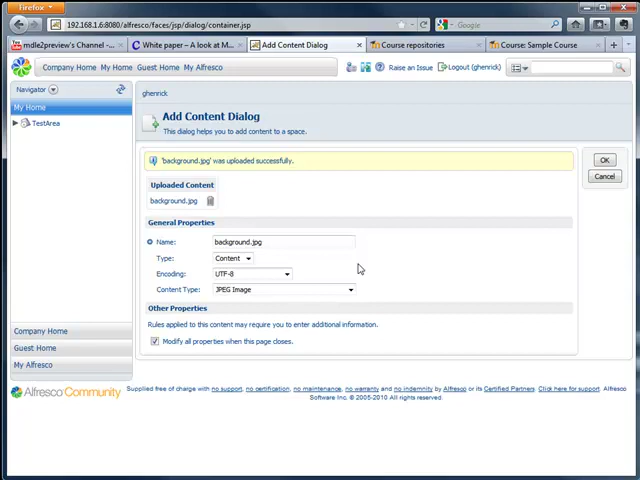 Firefox
192.168.1.6:8080/alfresco/faces/jsp/dialog/container.jsp
Google
mdle2preview's Channel -...
White paper – A look at M...
Add Content Dialog
Course repositories
Course: Sample Course
Company Home My Home Guest Home My Alfresco
Raise an Issue
Logout (ghenrick)
Navigator
My Home
TestArea
Company Home
Guest Home
My Alfresco
ghenrick
Add Content Dialog
This dialog helps you to add content to a space.
'background.jpg' was uploaded successfully.
OK
Cancel
Uploaded Content
background.jpg
General Properties
Name: background.jpg
Type: Content
Encoding: UTF-8
Content Type: JPEG Image
Other Properties
Rules applied to this content may require you to enter additional information.
Modify all properties when this page closes.
Alfresco Community
Supplied free of charge with no support, no certification, no maintenance, no warranty and no indemnity by Alfresco or its Certified Partners. Click here for support. Alfresco
Software Inc. © 2005-2010 All rights reserved.